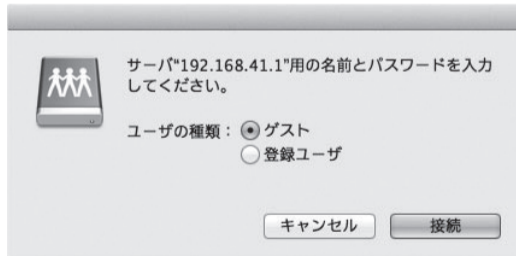 サーバ“192.168.41.1”用の名前とパスワードを入力
してください。
ユーザの種類：ゲスト
登録ユーザ
キャンセル
接続